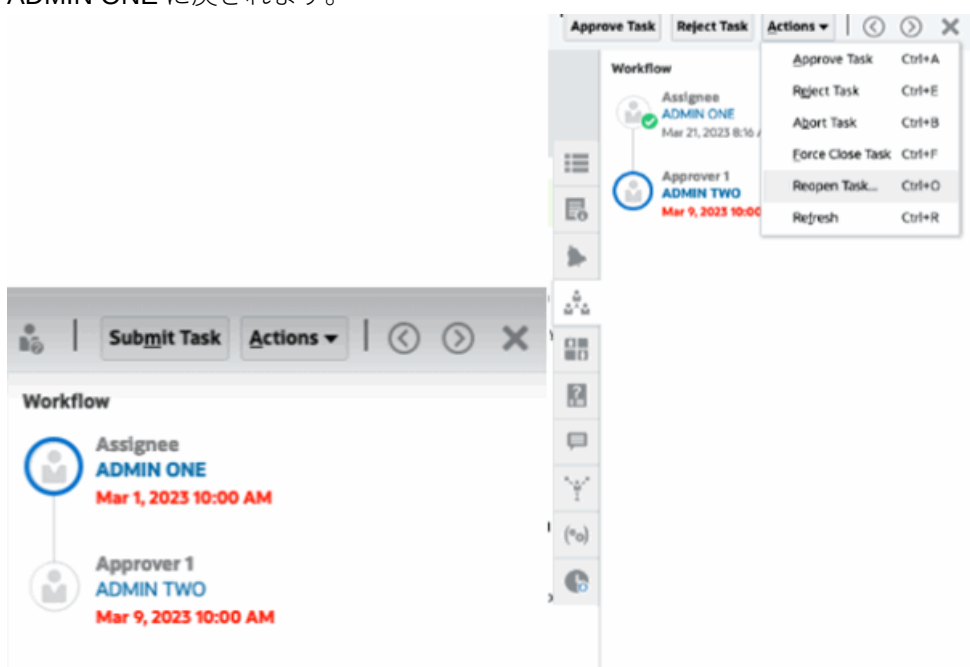 ADMIN ONE に戻されます。
Approve Task Reject Task Actions
Approve Task Ctrl+A
Reject Task Ctrl+E
Abort Task Ctrl+B
Force Close Task Ctrl+F
Reopen Task... Ctrl+O
Refresh Ctrl+R
Workflow
Assignee
ADMIN ONE
Mar 21, 2023 8:16
Approver 1
ADMIN TWO
Mar 9, 2023 10:00
Submit Task Actions
Workflow
Assignee
ADMIN ONE
Mar 1, 2023 10:00 AM
Approver 1
ADMIN TWO
Mar 9, 2023 10:00 AM